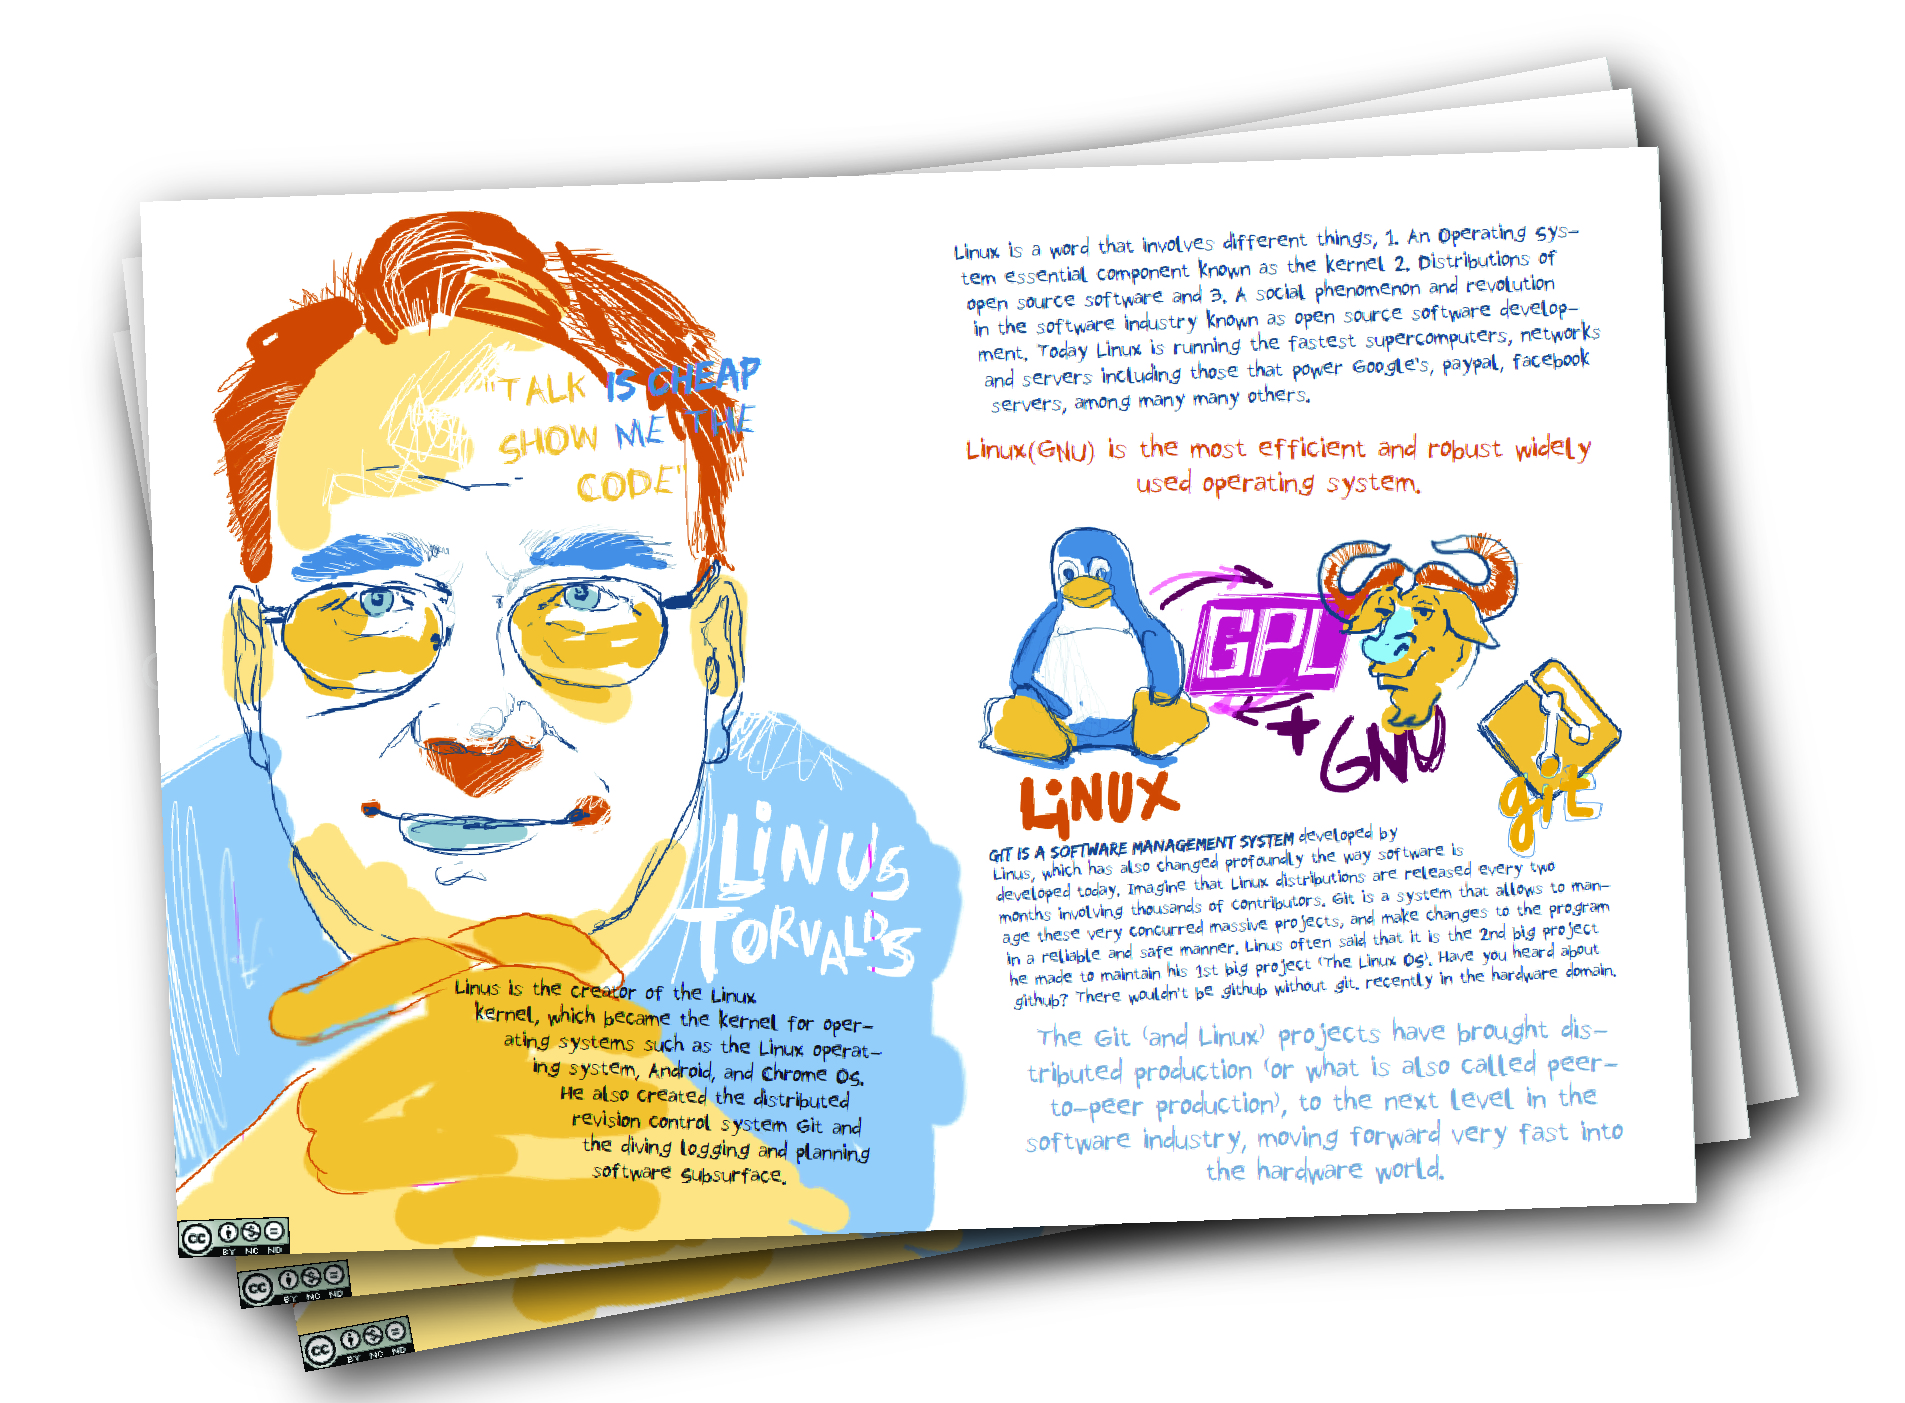 "TALK IS CHEAP
SHOW ME THE
CODE"
LINUS
TORVALDS
Linus is the creator of the Linux
kernel, which became the kernel for oper-
ating systems such as the Linux operat-
ing system, Android, and Chrome OS.
He also created the distributed
revision control system Git and
the diving logging and planning
software Subsurface.
CC BY NC ND
CC BY NC ND
CC BY NC ND
Linux is a word that involves different things, 1. An Operating Sys-
tem essential component known as the kernel 2. Distributions of
open source software and 3. A social phenomenon and revolution
in the software industry known as open source software develop-
ment. Today Linux is running the fastest supercomputers, networks
and servers including those that power Google's, paypal, facebook
servers, among many many others.
Linux(GNU) is the most efficient and robust widely
used operating system.
GPL
+ GNU
LiNUX
git
GIT IS A SOFTWARE MANAGEMENT SYSTEM developed by
Linus, which has also changed profoundly the way software is
developed today. Imagine that Linux distributions are released every two
months involving thousands of contributors. Git is a system that allows to man-
age these very concurred massive projects, and make changes to the program
in a reliable and safe manner. Linus often said that it is the 2nd big project
he made to maintain his 1st big project (The Linux OS). Have you heard about
github? There wouldn't be github without git. recently in the hardware domain.
The Git (and Linux) projects have brought dis-
tributed production (or what is also called peer-
to-peer production), to the next level in the
software industry, moving forward very fast into
the hardware world.